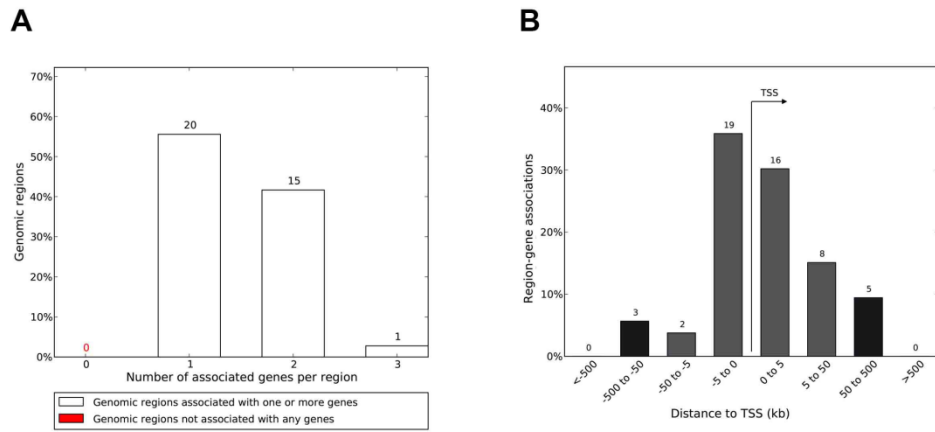 A
B
70%
60%
50%
40%
30%
20%
10%
0%
Genomic regions
0
20
15
1
0
1
2
3
Number of associated genes per region
Genomic regions associated with one or more genes
Genomic regions not associated with any genes
40%
30%
20%
10%
0%
Region-gene associations
TSS
0
3
2
19
16
8
5
0
<-500
-500 to -50
-50 to -5
-5 to 0
0 to 5
5 to 50
50 to 500
>500
Distance to TSS (kb)